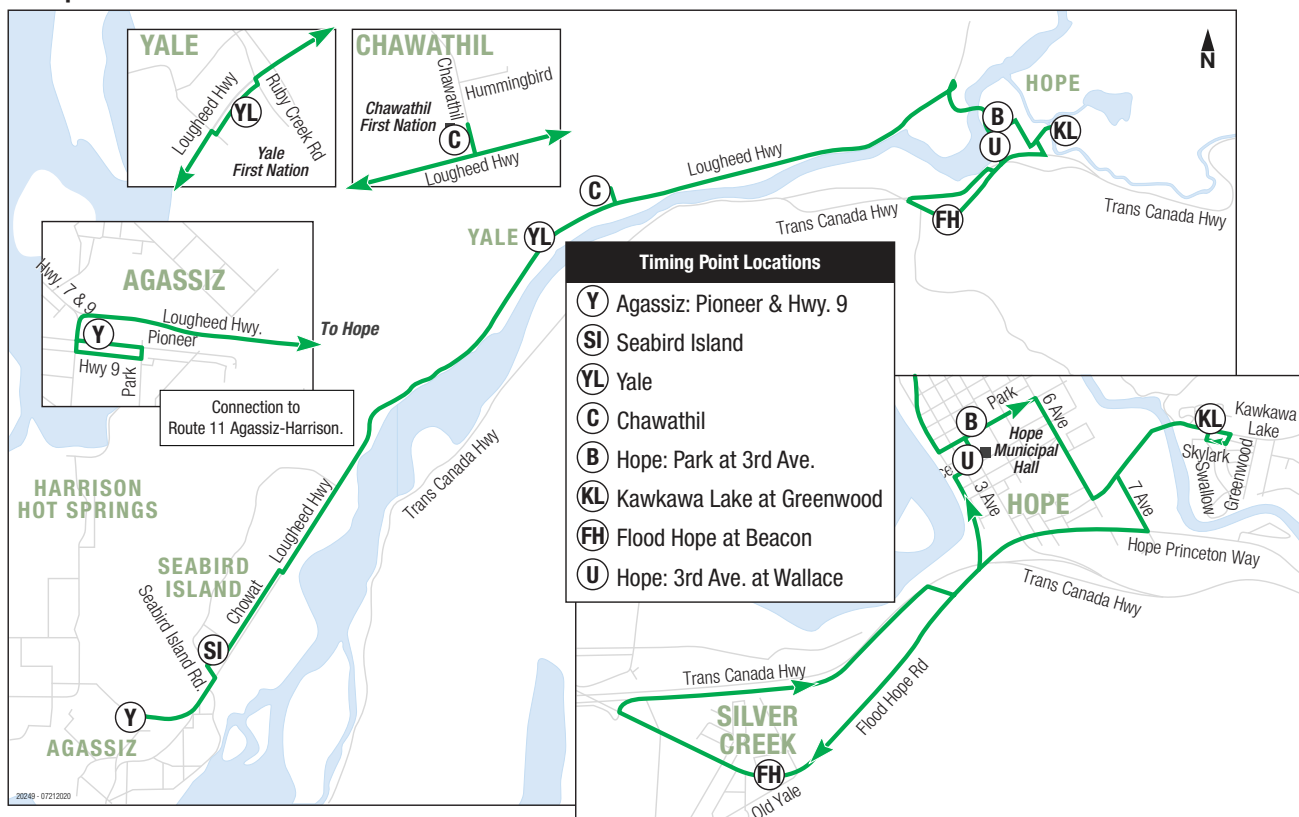 YALE
Lougheed Hwy
Ruby Creek Rd
YL
Yale
First Nation
CHAWATHIL
Chawathil
Hummingbird
Chawathil
First Nation
C
Lougheed Hwy
N
HOPE
B
KL
U
Lougheed Hwy
FH
Trans Canada Hwy
Trans Canada Hwy
C
YALE
YL
AGASSIZ
Hwy. 7 & 9
Lougheed Hwy.
To Hope
Y
Pioneer
Hwy 9
Park
Connection to
Route 11 Agassiz-Harrison.
Timing Point Locations
Y Agassiz: Pioneer & Hwy. 9
SI Seabird Island
YL Yale
C Chawathil
B Hope: Park at 3rd Ave.
KL Kawkawa Lake at Greenwood
FH Flood Hope at Beacon
U Hope: 3rd Ave. at Wallace
Trans Canada Hwy
HARRISON
HOT SPRINGS
Lougheed Hwy
SEABIRD
ISLAND
Chowat
Seabird Island Rd.
SI
Y
AGASSIZ
20249 - 07212020
Park
6 Ave
B
KL
Kawkawa
Lake
Hope
Municipal
Hall
Skylark
Swallow
Greenwood
U
3 Ave
HOPE
7 Ave
Hope Princeton Way
Trans Canada Hwy
Trans Canada Hwy
Flood Hope Rd
SILVER
CREEK
FH
Old Yale